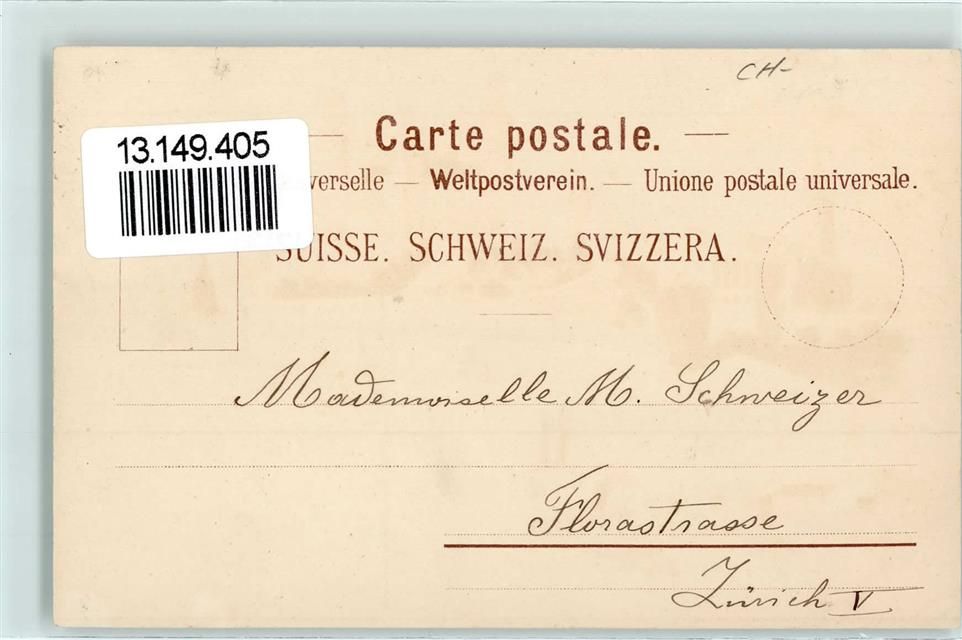 CH-
13.149.405
Carte postale.
verselle — Weltpostverein. — Unione postale universale.
SUISSE. SCHWEIZ. SVIZZERA.
Mademoiselle M. Schweizer
Florastrasse
Zürich V